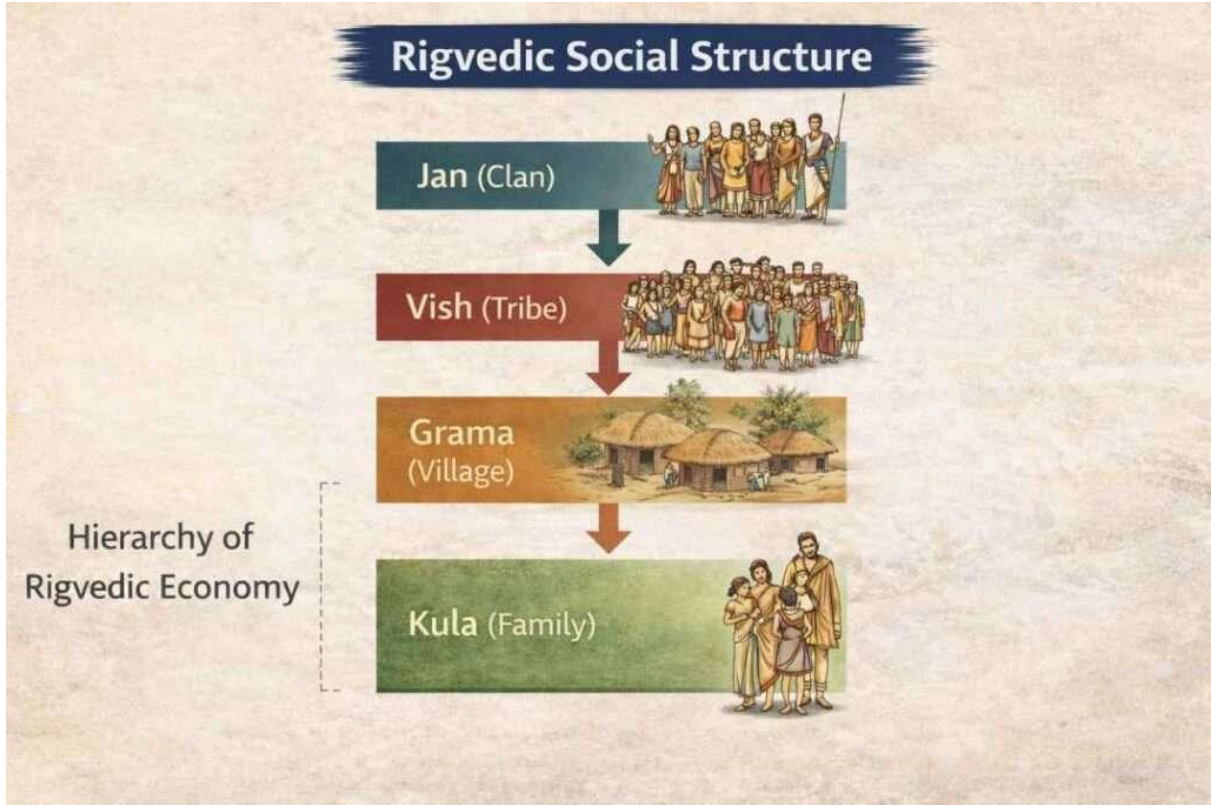 Rigvedic Social Structure
Jan (Clan)
Vish (Tribe)
Grama
(Village)
Hierarchy of
Rigvedic Economy
Kula (Family)